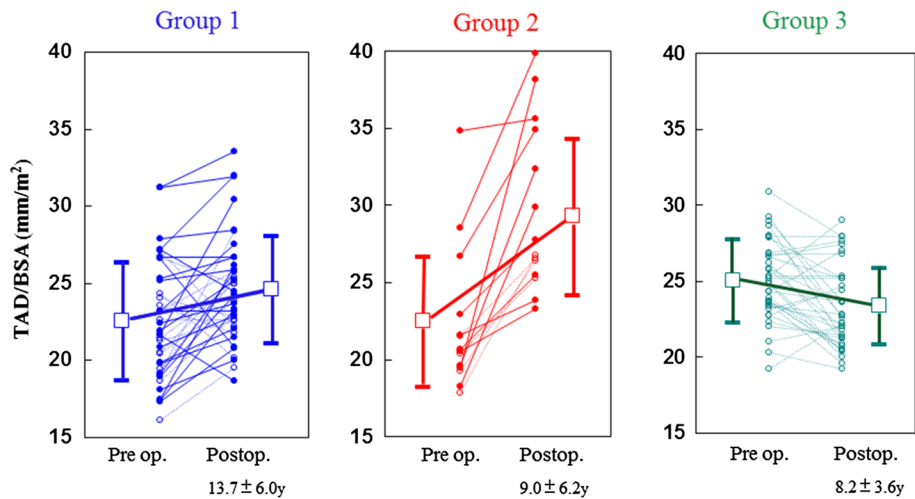 Group 1
Group 2
Group 3
TAD/BSA (mm/m²)
40
35
30
25
20
15
Pre op.
Postop.
13.7 ± 6.0y
40
35
30
25
20
15
Pre op.
Postop.
9.0 ± 6.2y
40
35
30
25
20
15
Pre op.
Postop.
8.2 ± 3.6y